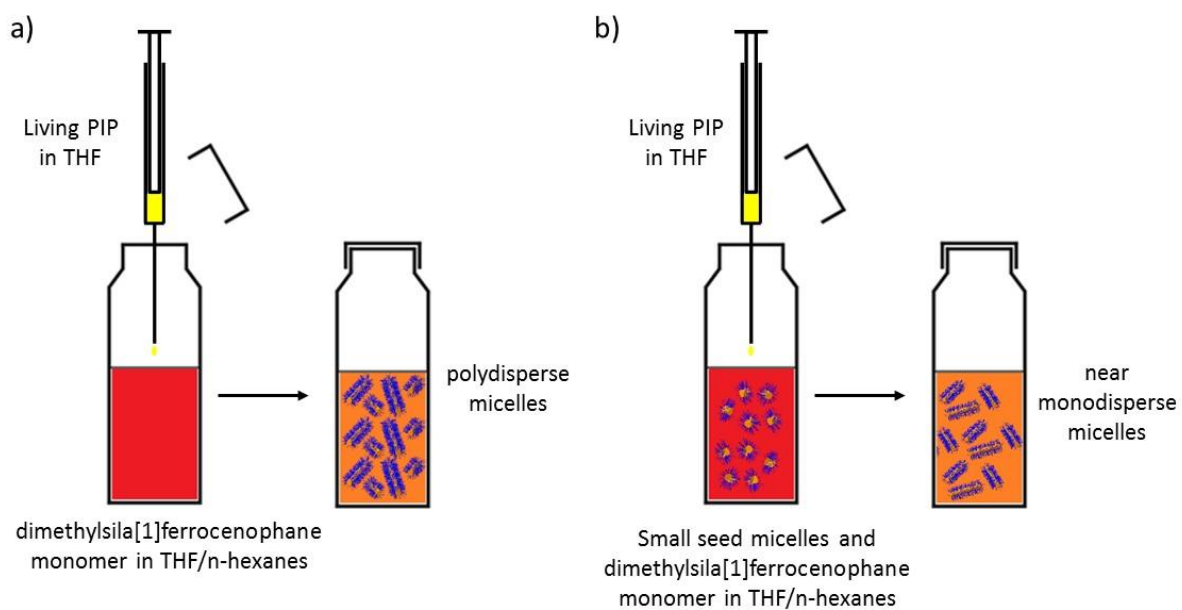 a)
Living PIP
in THF
polydisperse
micelles
dimethylsila[1]ferrocenophane
monomer in THF/n-hexanes
b)
Living PIP
in THF
near
monodisperse
micelles
Small seed micelles and
dimethylsila[1]ferrocenophane
monomer in THF/n-hexanes